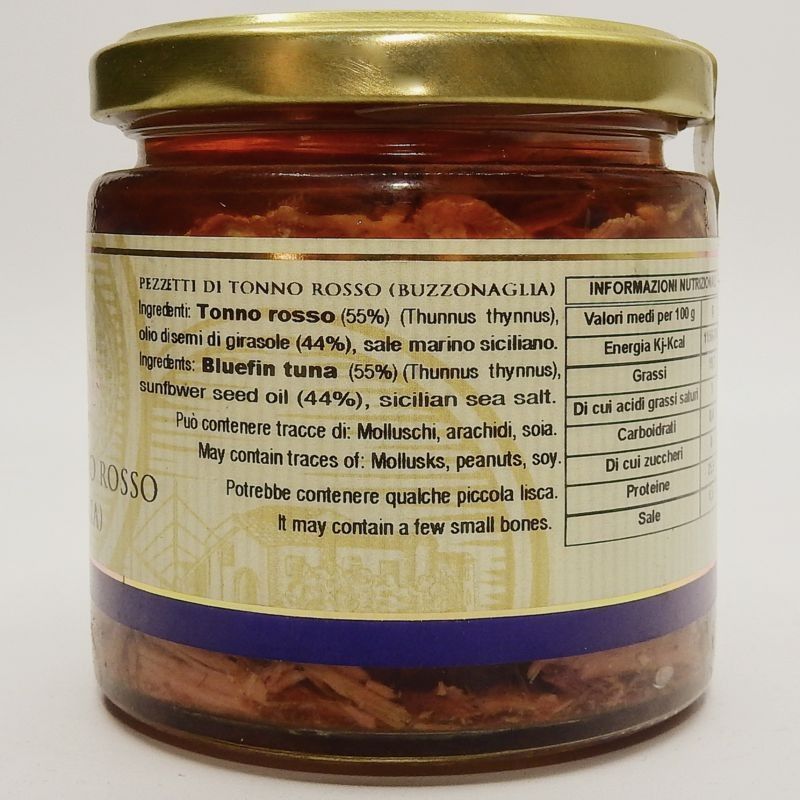 PEZZETTI DI TONNO ROSSO (BUZZONAGLIA)
Ingredienti: Tonno rosso (55%) (Thunnus thynnus),
olio di semi di girasole (44%), sale marino siciliano.
Ingredients: Bluefin tuna (55%) (Thunnus thynnus),
sunflower seed oil (44%), sicilian sea salt.
Può contenere tracce di: Molluschi, arachidi, soia.
May contain traces of: Mollusks, peanuts, soy.
Potrebbe contenere qualche piccola lisca.
It may contain a few small bones.
ROSSO
INFORMAZIONI
Valori medi per 100 g
Energia Kj-Kcal
Grassi
Di cui acidi grassi saturi
Carboidrati
Di cui zuccheri
Proteine
Sale